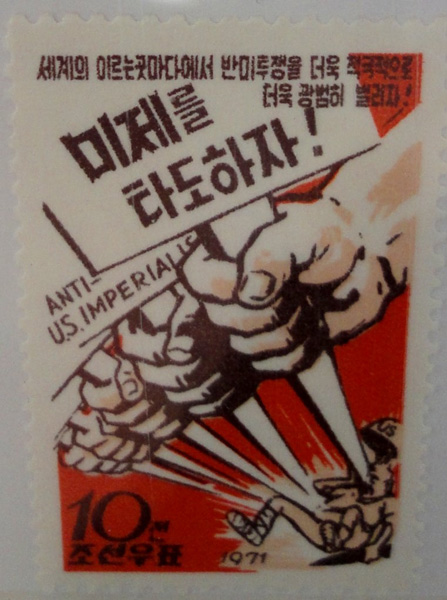 세계의 이르는곳마다에서 반미투쟁을 더욱 적극적으로
더욱 광범히 벌리자!
미제를
타도하자!
ANTI-
U.S. IMPERIALIS
US
10전
조선우표
1971